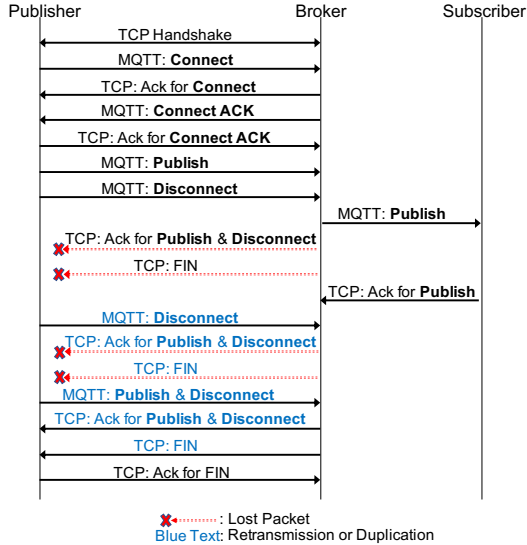 Publisher Broker Subscriber
TCP Handshake
MQTT: Connect
TCP: Ack for Connect
MQTT: Connect ACK
TCP: Ack for Connect ACK
MQTT: Publish
MQTT: Disconnect
MQTT: Publish
TCP: Ack for Publish & Disconnect
TCP: FIN
TCP: Ack for Publish
MQTT: Disconnect
TCP: Ack for Publish & Disconnect
TCP: FIN
MQTT: Publish & Disconnect
TCP: Ack for Publish & Disconnect
TCP: FIN
TCP: Ack for FIN
: Lost Packet
Blue Text: Retransmission or Duplication